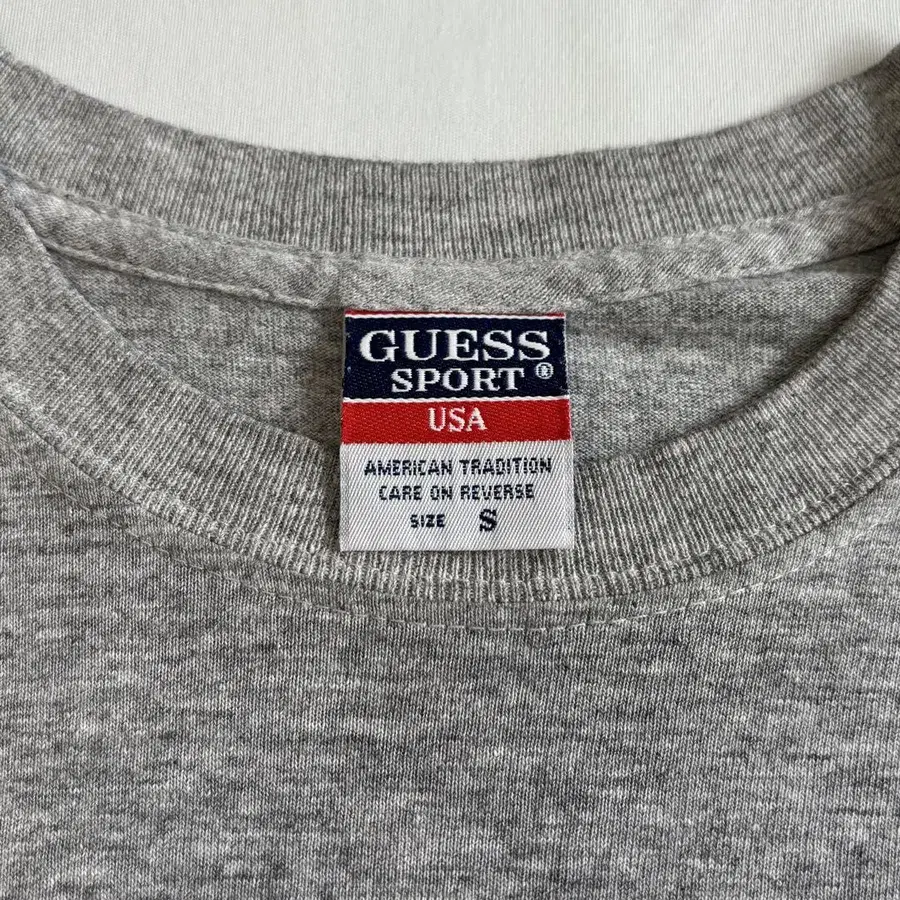 GUESS
SPORT ®
USA
AMERICAN TRADITION
CARE ON REVERSE
SIZE S